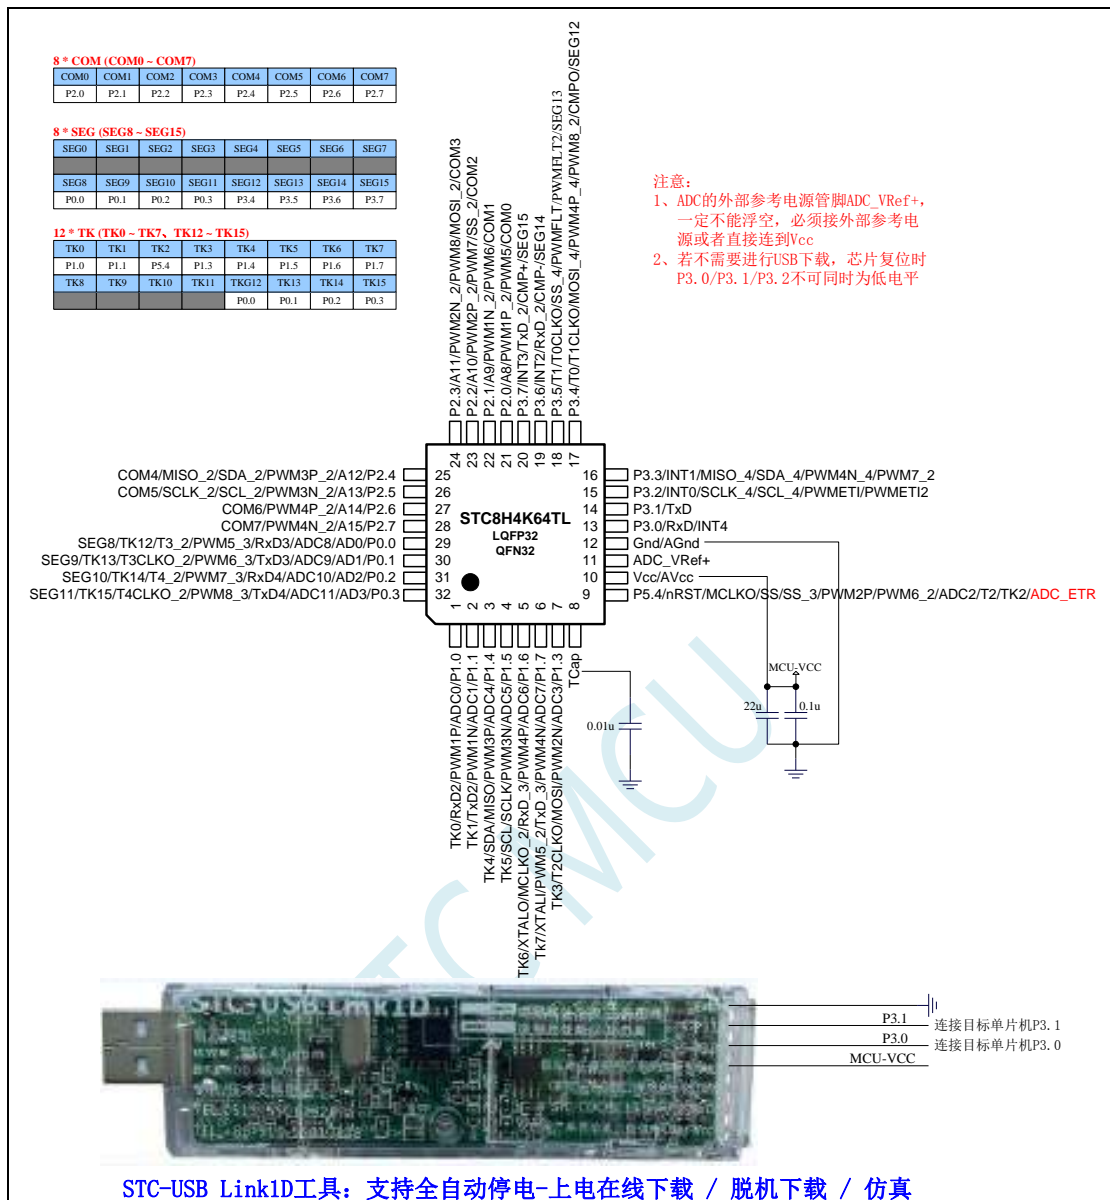 8 * COM (COM0 ~ COM7)
COM0 COM1 COM2 COM3 COM4 COM5 COM6 COM7
P2.0 P2.1 P2.2 P2.3 P2.4 P2.5 P2.6 P2.7
8 * SEG (SEG8 ~ SEG15)
SEG0 SEG1 SEG2 SEG3 SEG4 SEG5 SEG6 SEG7
SEG8 SEG9 SEG10 SEG11 SEG12 SEG13 SEG14 SEG15
P0.0 P0.1 P0.2 P0.3 P3.4 P3.5 P3.6 P3.7
12 * TK (TK0 ~ TK7、TK12 ~ TK15)
TK0 TK1 TK2 TK3 TK4 TK5 TK6 TK7
P1.0 P1.1 P5.4 P1.3 P1.4 P1.5 P1.6 P1.7
TK8 TK9 TK10 TK11 TKG12 TK13 TK14 TK15
P0.0 P0.1 P0.2 P0.3
注意:
1、ADC的外部参考电源管脚ADC_VRef+,
一定不能浮空, 必须接外部参考电
源或者直接连到Vcc
2、若不需要进行USB下载, 芯片复位时
P3.0/P3.1/P3.2不可同时为低电平
P2.3/A11/PWM2N_2/PWM8/MOSI_2/COM3
P2.2/A10/PWM2P_2/PWM7/SS_2/COM2
P2.1/A9/PWM1N_2/PWM6/COM1
P2.0/A8/PWM1P_2/PWM5/COM0
P3.7/INT3/TxD_2/CMP+/SEG15
P3.6/INT2/RxD_2/CMP-/SEG14
P3.5/T1/T0CLKO/SS_4/PWMFLT/PWMFLT2/SEG13
P3.4/T0/T1CLKO/MOSI_4/PWM4P_4/PWM8_2/CMPO/SEG12
24 23 22 21 20 19 18 17
COM4/MISO_2/SDA_2/PWM3P_2/A12/P2.4 25
COM5/SCLK_2/SCL_2/PWM3N_2/A13/P2.5 26
COM6/PWM4P_2/A14/P2.6 27
COM7/PWM4N_2/A15/P2.7 28
SEG8/TK12/T3_2/PWM5_3/RxD3/ADC8/AD0/P0.0 29
SEG9/TK13/T3CLKO_2/PWM6_3/TxD3/ADC9/AD1/P0.1 30
SEG10/TK14/T4_2/PWM7_3/RxD4/ADC10/AD2/P0.2 31
SEG11/TK15/T4CLKO_2/PWM8_3/TxD4/ADC11/AD3/P0.3 32
STC8H4K64TL
LQFP32
QFN32
16 P3.3/INT1/MISO_4/SDA_4/PWM4N_4/PWM7_2
15 P3.2/INT0/SCLK_4/SCL_4/PWMETI/PWMETI2
14 P3.1/TxD
13 P3.0/RxD/INT4
12 Gnd/AGnd
11 ADC_VRef+
10 Vcc/AVcc
9 P5.4/nRST/MCLKO/SS/SS_3/PWM2P/PWM6_2/ADC2/T2/TK2/ADC_ETR
1 2 3 4 5 6 7 8
TK0/RxD2/PWM1P/ADC0/P1.0
TK1/TxD2/PWM1N/ADC1/P1.1
TK4/SDA/MISO/PWM3P/ADC4/P1.4
TK5/SCL/SCLK/PWM3N/ADC5/P1.5
TK6/XTALO/MCLKO_2/RxD_3/PWM4P/ADC6/P1.6
Tk7/XTALI/PWM5_2/TxD_3/PWM4N/ADC7/P1.7
TK3/T2CLKO/MOSI/PWM2N/ADC3/P1.3
TCap
MCU-VCC
22u 0.1u
0.01u
STC MCU
STC-USB Link1D
P3.1 连接目标单片机P3.1
P3.0 连接目标单片机P3.0
MCU-VCC
STC-USB Link1D工具: 支持全自动停电-上电在线下载 / 脱机下载 / 仿真